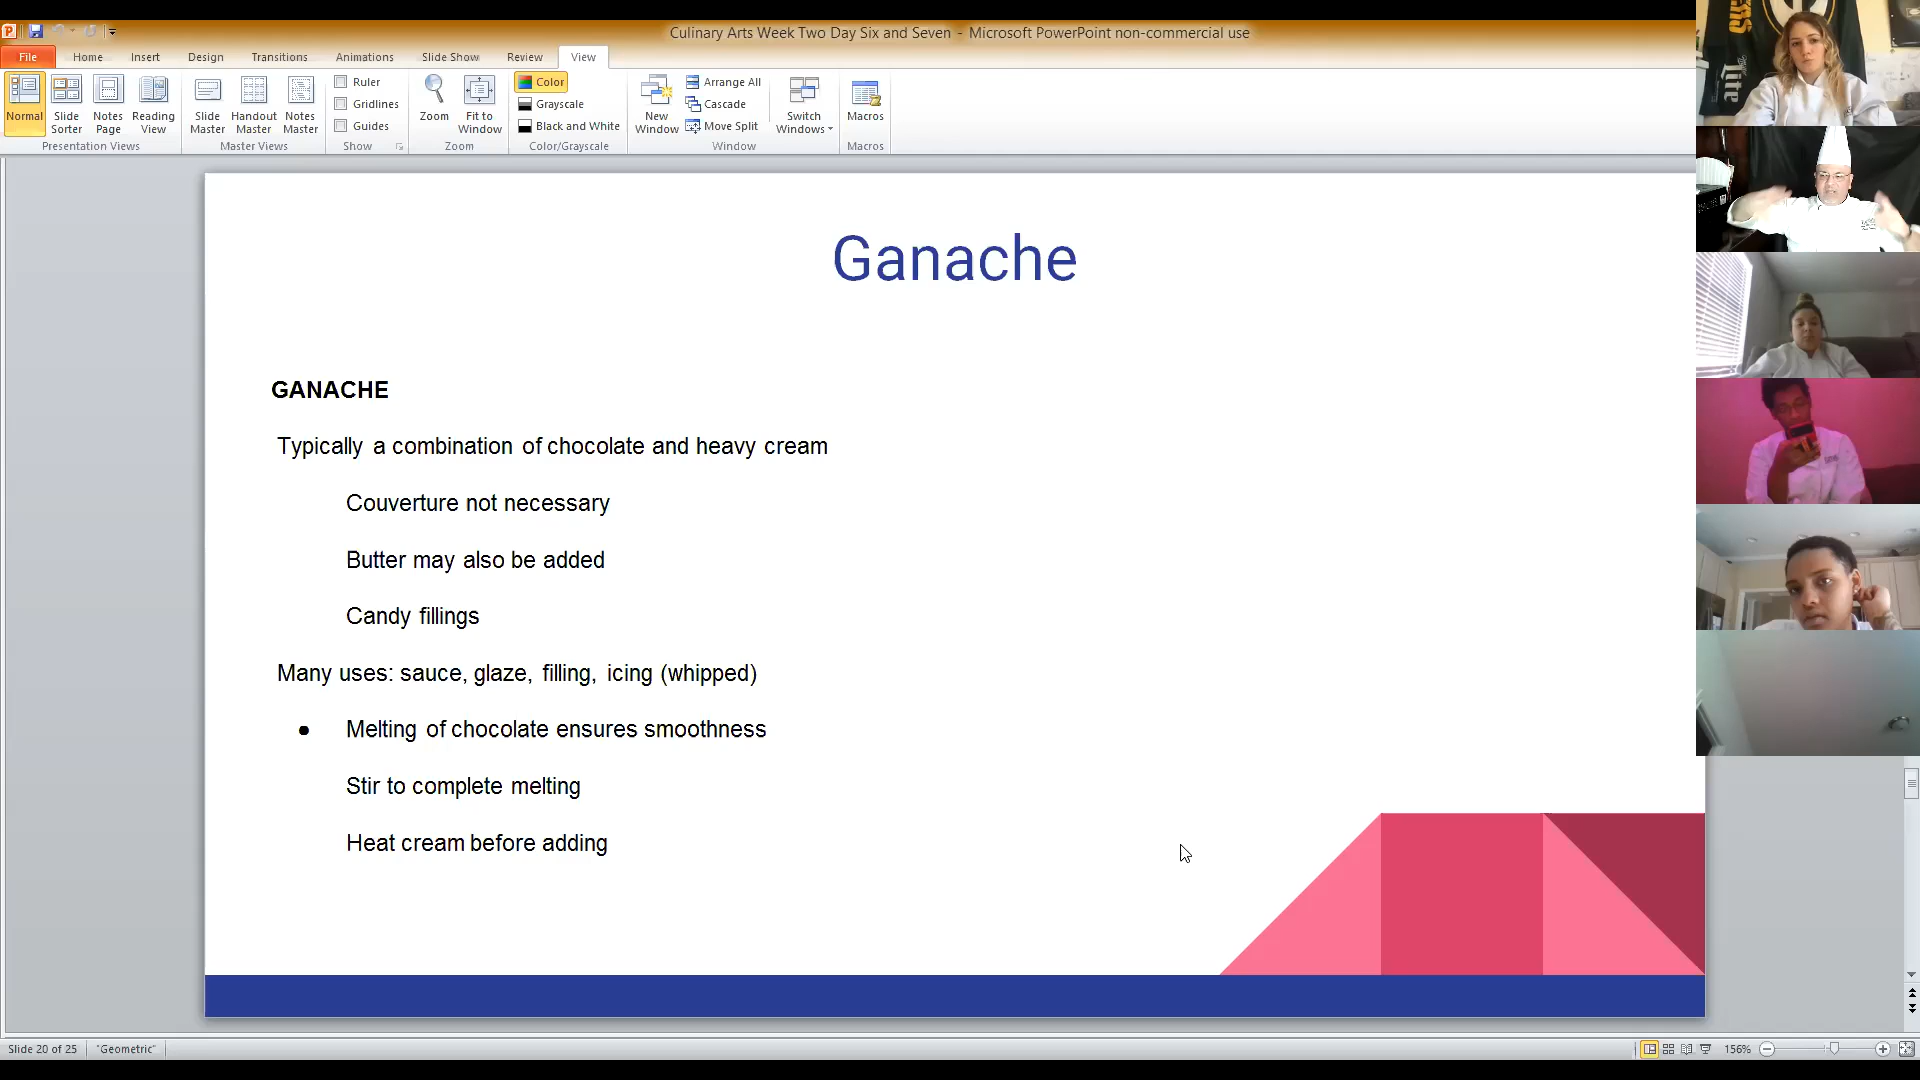 Culinary Arts Week Two Day Six and Seven - Microsoft PowerPoint non-commercial use
File Home Insert Design Transitions Animations Slide Show Review View
Normal Slide Sorter Notes Page Reading View
Presentation Views
Slide Master Handout Master Notes Master
Master Views
Ruler
Gridlines
Guides
Show
Zoom Fit to Window
Zoom
Color
Grayscale
Black and White
Color/Grayscale
New Window
Arrange All
Cascade
Move Split
Switch Windows
Window
Macros
Macros
Lite
Ganache
GANACHE
Typically a combination of chocolate and heavy cream
Couverture not necessary
Butter may also be added
Candy fillings
Many uses: sauce, glaze, filling, icing (whipped)
● Melting of chocolate ensures smoothness
Stir to complete melting
Heat cream before adding
Slide 20 of 25 "Geometric" 156%